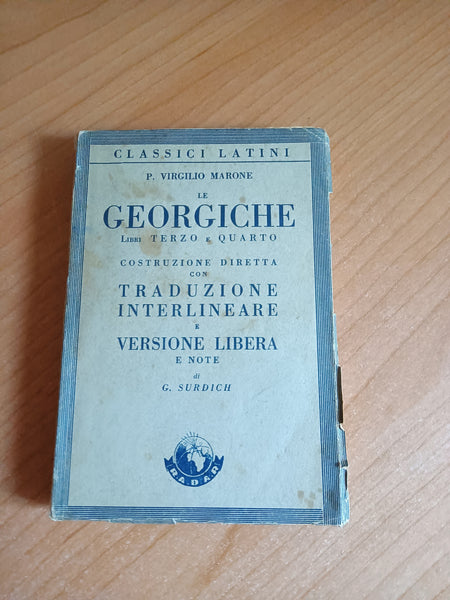 CLASSICI LATINI
P. VIRGILIO MARONE
LE
GEORGICHE
LIBRI TERZO E QUARTO
COSTRUZIONE DIRETTA
CON
TRADUZIONE
INTERLINEARE
E
VERSIONE LIBERA
E NOTE
di
G. SURDICH
RADAR